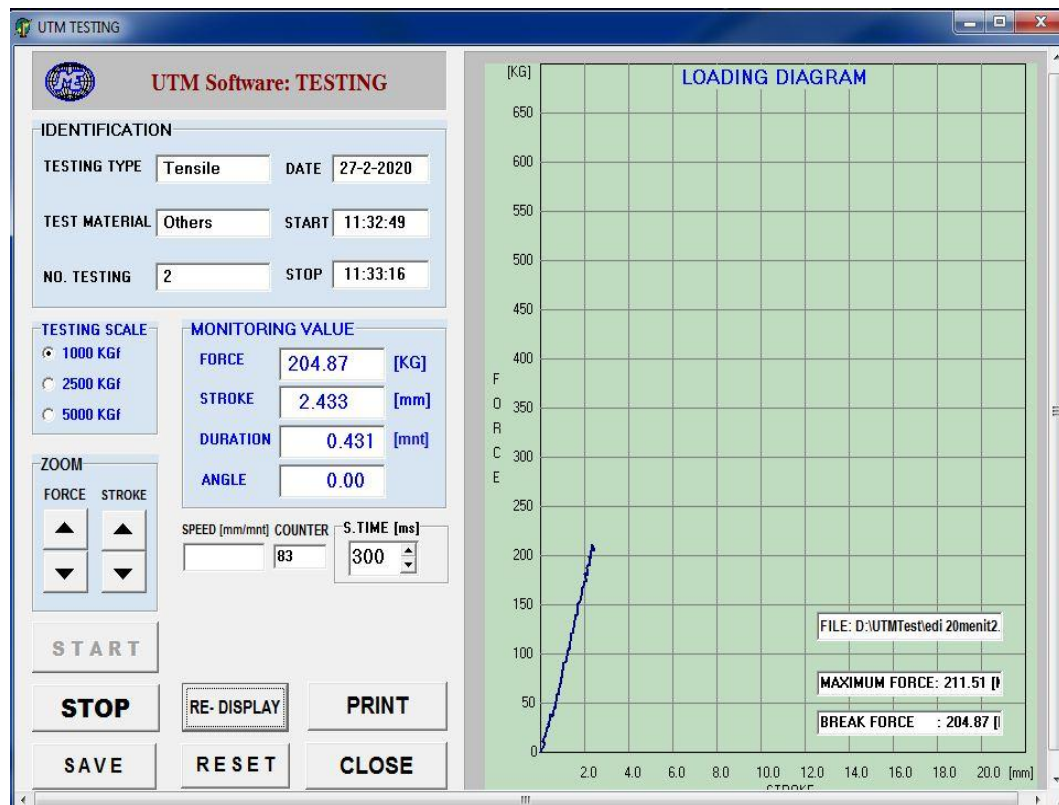 UTM TESTING
UTM Software: TESTING
IDENTIFICATION
TESTING TYPE Tensile DATE 27-2-2020
TEST MATERIAL Others START 11:32:49
NO. TESTING 2 STOP 11:33:16
TESTING SCALE
1000 KGf
2500 KGf
5000 KGf
MONITORING VALUE
FORCE 204.87 [KG]
STROKE 2.433 [mm]
DURATION 0.431 [mnt]
ANGLE 0.00
ZOOM
FORCE STROKE
SPEED [mm/mnt] COUNTER S.TIME [ms]
83 300
START
STOP RE- DISPLAY PRINT
SAVE RESET CLOSE
[KG] LOADING DIAGRAM
650
600
550
500
450
400
350
300
250
200
150
100
50
0
FORCE
FILE: D:\UTMTest\edi 20menit2.
MAXIMUM FORCE: 211.51 [
BREAK FORCE : 204.87 [
2.0 4.0 6.0 8.0 10.0 12.0 14.0 16.0 18.0 20.0 [mm]
STROKE